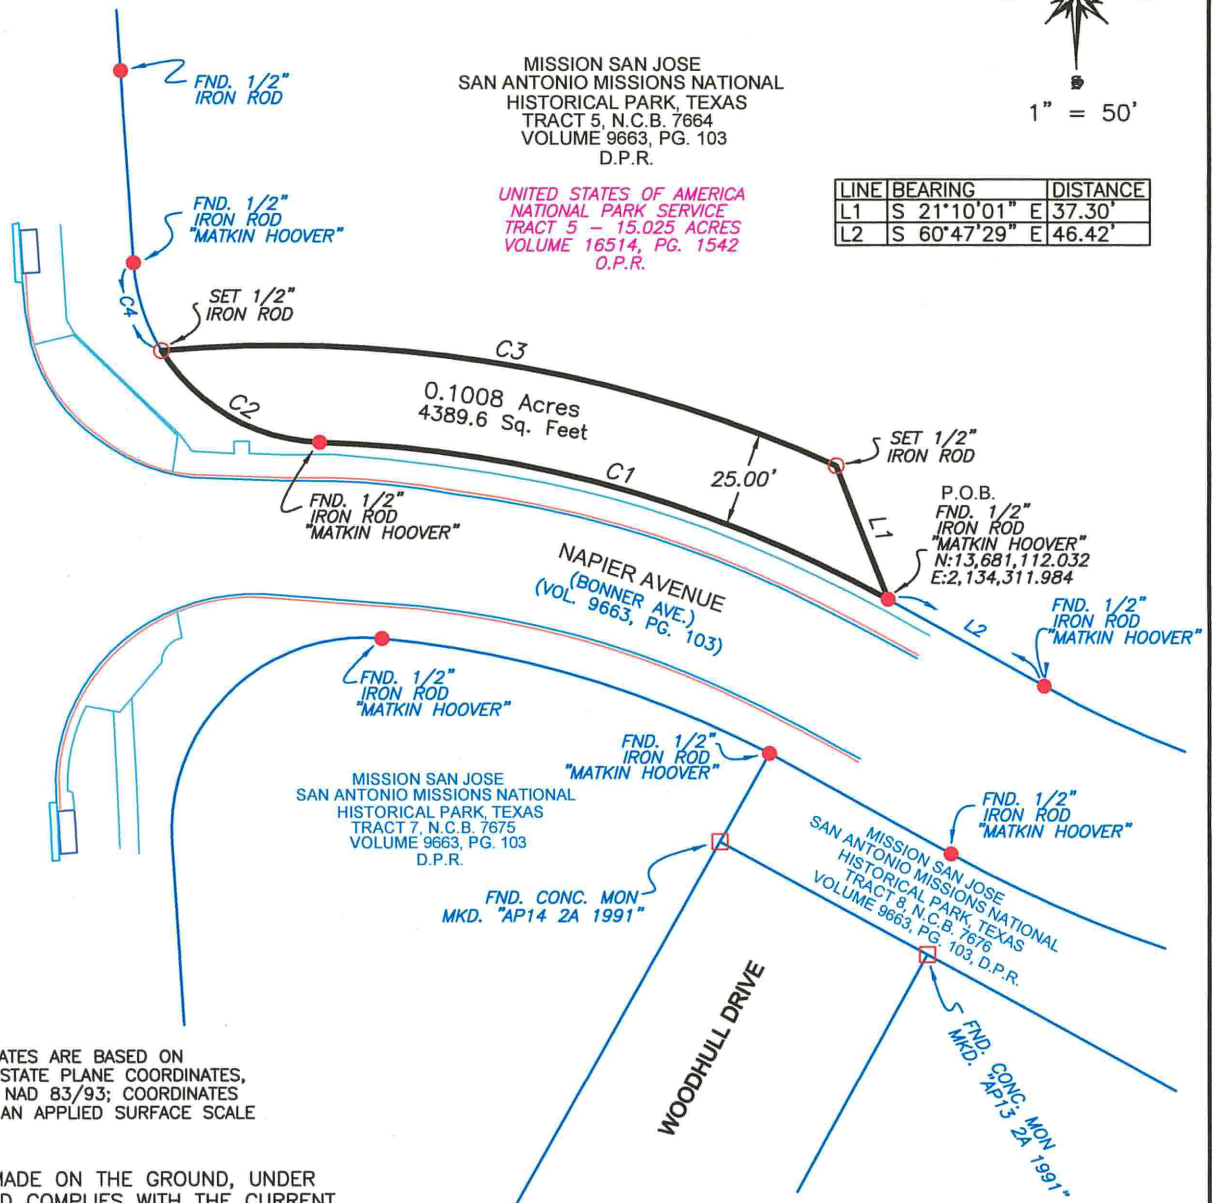 MISSION SAN JOSE
SAN ANTONIO MISSIONS NATIONAL
HISTORICAL PARK, TEXAS
TRACT 5, N.C.B. 7664
VOLUME 9663, PG. 103
D.P.R.
UNITED STATES OF AMERICA
NATIONAL PARK SERVICE
TRACT 5 – 15.025 ACRES
VOLUME 16514, PG. 1542
O.P.R.
1" = 50'
LINE BEARING DISTANCE
L1 S 21°10'01" E 37.30'
L2 S 60°47'29" E 46.42'
FND. 1/2"
IRON ROD
FND. 1/2"
IRON ROD
"MATKIN HOOVER"
C4
SET 1/2"
IRON ROD
C3
0.1008 Acres
4389.6 Sq. Feet
C2
C1
25.00'
SET 1/2"
IRON ROD
L1
P.O.B.
FND. 1/2"
IRON ROD
"MATKIN HOOVER"
N:13,681,112.032
E:2,134,311.984
FND. 1/2"
IRON ROD
"MATKIN HOOVER"
NAPIER AVENUE
(BONNER AVE.)
(VOL. 9663, PG. 103)
L2
FND. 1/2"
IRON ROD
"MATKIN HOOVER"
FND. 1/2"
IRON ROD
"MATKIN HOOVER"
FND. 1/2"
IRON ROD
"MATKIN HOOVER"
MISSION SAN JOSE
SAN ANTONIO MISSIONS NATIONAL
HISTORICAL PARK, TEXAS
TRACT 7, N.C.B. 7675
VOLUME 9663, PG. 103
D.P.R.
FND. 1/2"
IRON ROD
"MATKIN HOOVER"
MISSION SAN JOSE
SAN ANTONIO MISSIONS NATIONAL
HISTORICAL PARK, TEXAS
TRACT 8, N.C.B. 7676
VOLUME 9663, PG. 103, D.P.R.
FND. CONC. MON
MKD. "AP14 2A 1991"
WOODHULL DRIVE
FND. CONC. MON
MKD. "AP13 2A 1991"
ATES ARE BASED ON
STATE PLANE COORDINATES,
NAD 83/93; COORDINATES
AN APPLIED SURFACE SCALE
MADE ON THE GROUND, UNDER
D COMPLIES WITH THE CURRENT